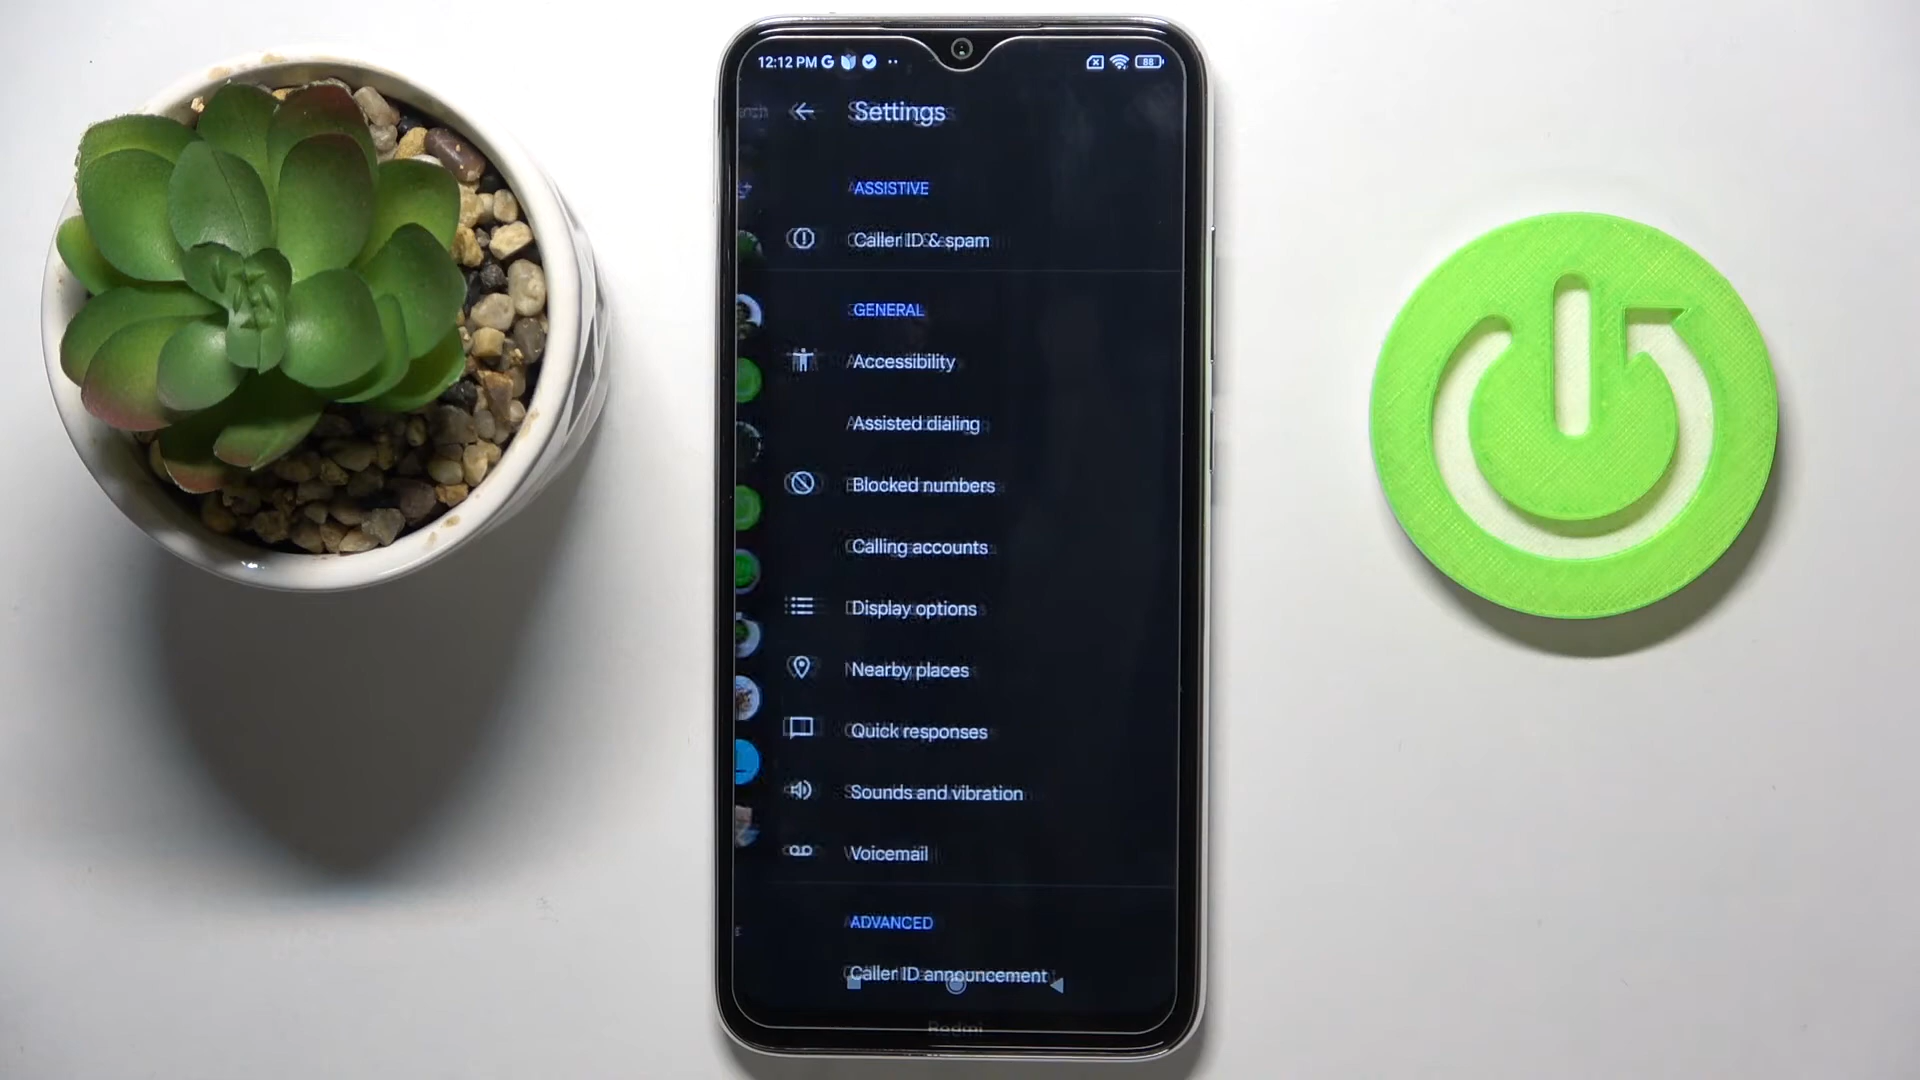 12:12 PM G 88
Settings
ASSISTIVE
Caller ID & spam
GENERAL
Accessibility
Assisted dialing
Blocked numbers
Calling accounts
Display options
Nearby places
Quick responses
Sounds and vibration
Voicemail
ADVANCED
Caller ID announcement
Redmi